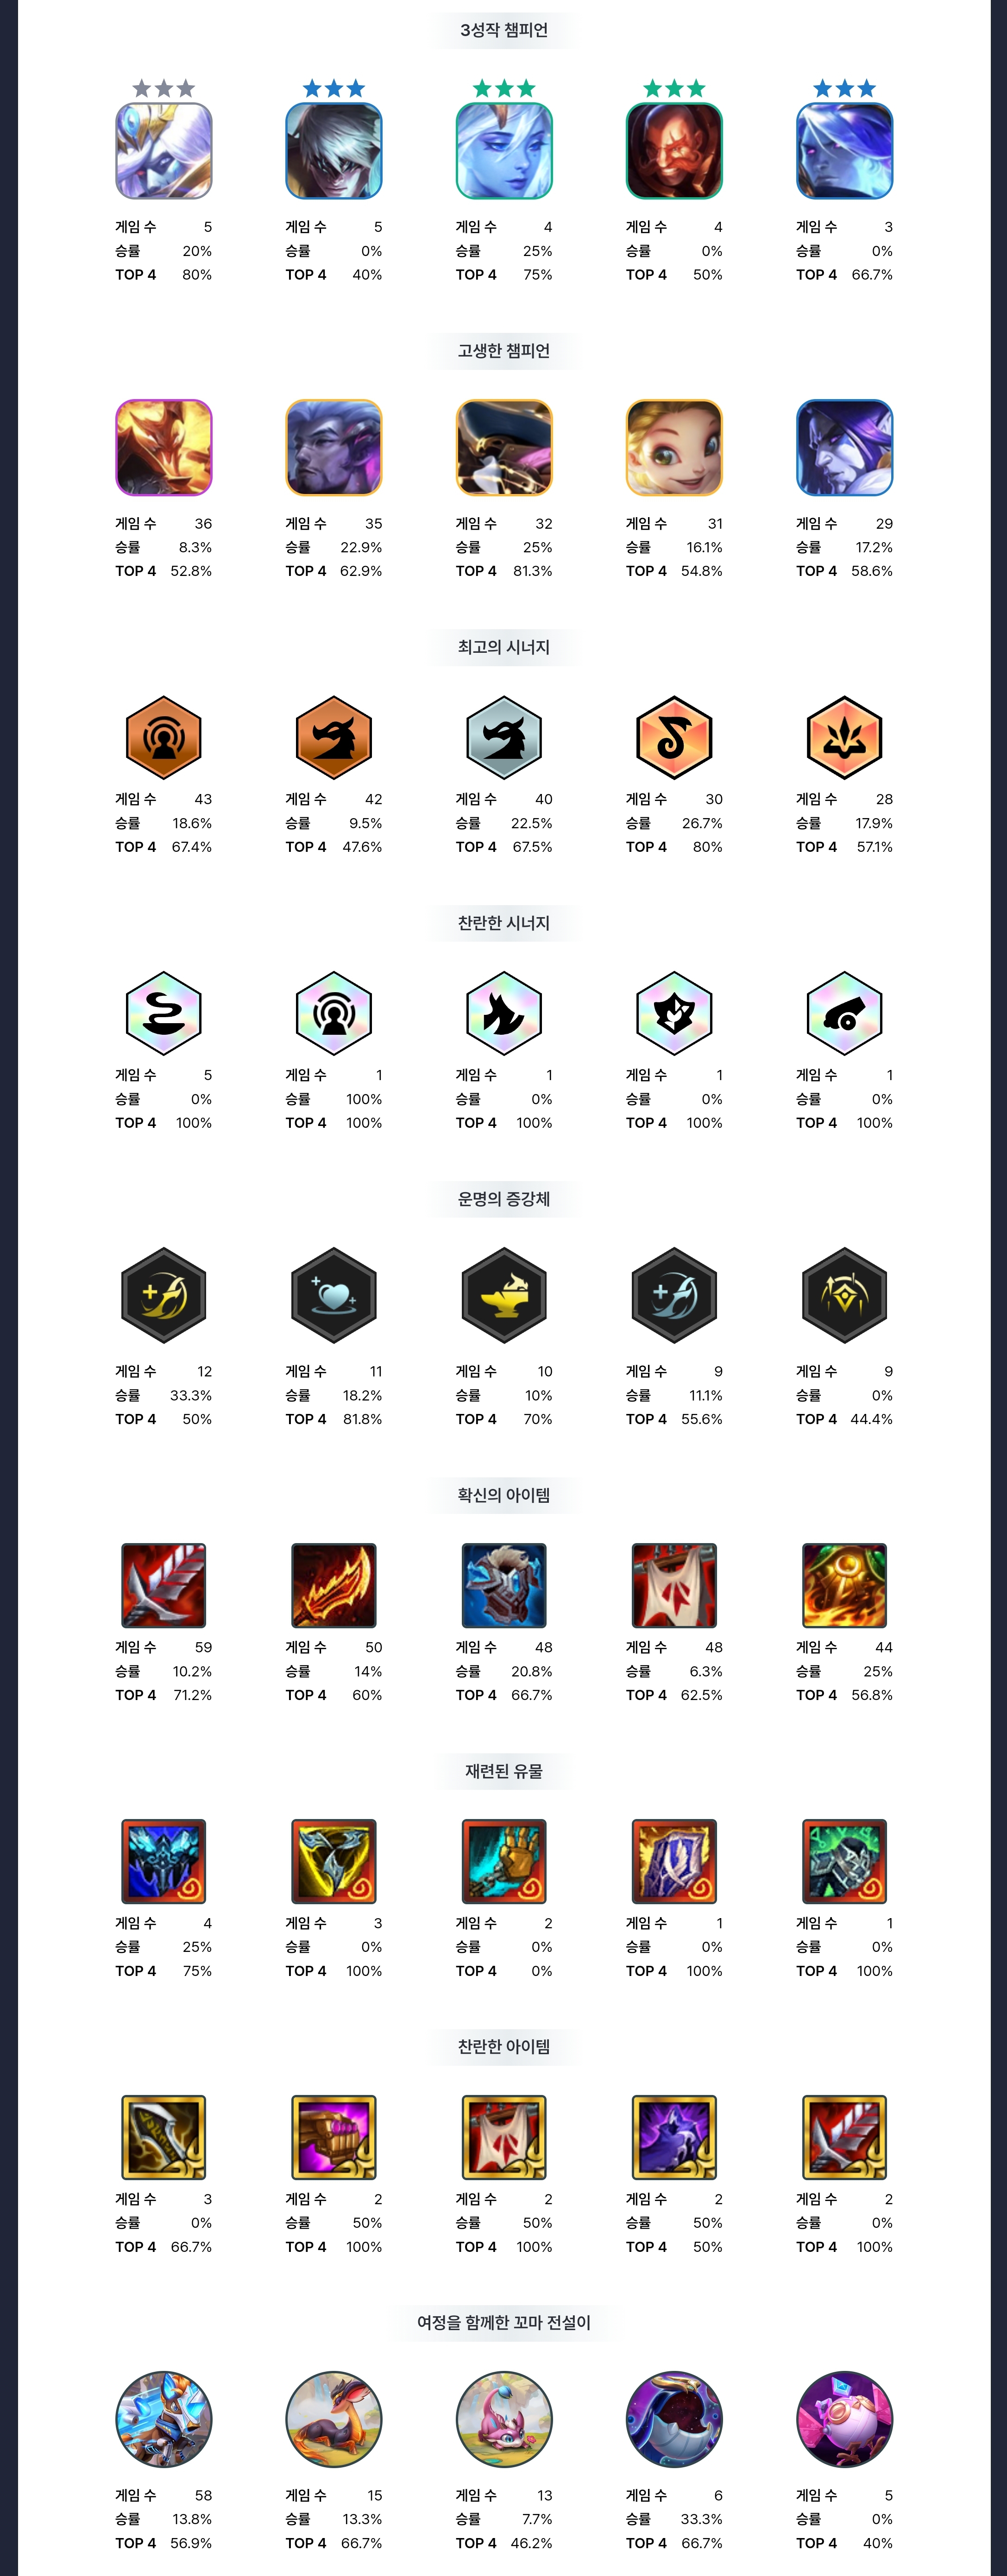 3성작 챔피언
게임 수 5 게임 수 5 게임 수 4 게임 수 4 게임 수 3
승률 20% 승률 0% 승률 25% 승률 0% 승률 0%
TOP 4 80% TOP 4 40% TOP 4 75% TOP 4 50% TOP 4 66.7%
고생한 챔피언
게임 수 36 게임 수 35 게임 수 32 게임 수 31 게임 수 29
승률 8.3% 승률 22.9% 승률 25% 승률 16.1% 승률 17.2%
TOP 4 52.8% TOP 4 62.9% TOP 4 81.3% TOP 4 54.8% TOP 4 58.6%
최고의 시너지
게임 수 43 게임 수 42 게임 수 40 게임 수 30 게임 수 28
승률 18.6% 승률 9.5% 승률 22.5% 승률 26.7% 승률 17.9%
TOP 4 67.4% TOP 4 47.6% TOP 4 67.5% TOP 4 80% TOP 4 57.1%
찬란한 시너지
게임 수 5 게임 수 1 게임 수 1 게임 수 1 게임 수 1
승률 0% 승률 100% 승률 0% 승률 0% 승률 0%
TOP 4 100% TOP 4 100% TOP 4 100% TOP 4 100% TOP 4 100%
운명의 증강체
게임 수 12 게임 수 11 게임 수 10 게임 수 9 게임 수 9
승률 33.3% 승률 18.2% 승률 10% 승률 11.1% 승률 0%
TOP 4 50% TOP 4 81.8% TOP 4 70% TOP 4 55.6% TOP 4 44.4%
확신의 아이템
게임 수 59 게임 수 50 게임 수 48 게임 수 48 게임 수 44
승률 10.2% 승률 14% 승률 20.8% 승률 6.3% 승률 25%
TOP 4 71.2% TOP 4 60% TOP 4 66.7% TOP 4 62.5% TOP 4 56.8%
재련된 유물
게임 수 4 게임 수 3 게임 수 2 게임 수 1 게임 수 1
승률 25% 승률 0% 승률 0% 승률 0% 승률 0%
TOP 4 75% TOP 4 100% TOP 4 0% TOP 4 100% TOP 4 100%
찬란한 아이템
게임 수 3 게임 수 2 게임 수 2 게임 수 2 게임 수 2
승률 0% 승률 50% 승률 50% 승률 50% 승률 0%
TOP 4 66.7% TOP 4 100% TOP 4 100% TOP 4 50% TOP 4 100%
여정을 함께한 꼬마 전설이
게임 수 58 게임 수 15 게임 수 13 게임 수 6 게임 수 5
승률 13.8% 승률 13.3% 승률 7.7% 승률 33.3% 승률 0%
TOP 4 56.9% TOP 4 66.7% TOP 4 46.2% TOP 4 66.7% TOP 4 40%